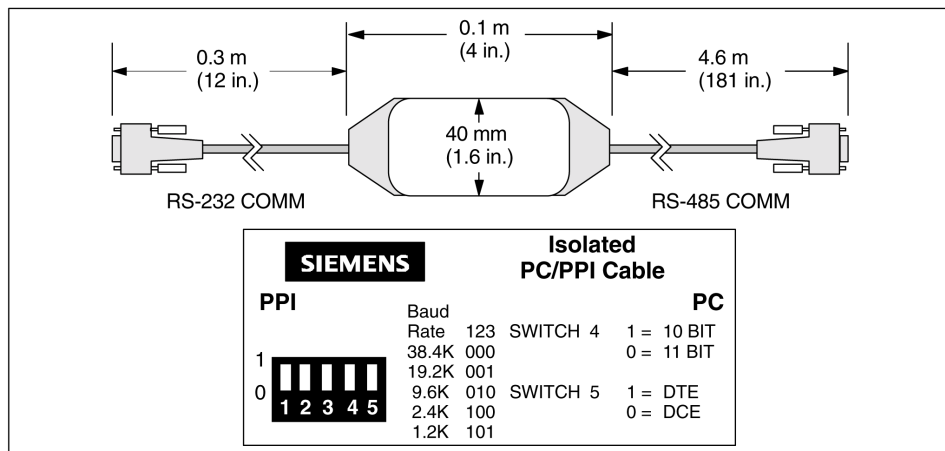 0.1 m
(4 in.)
0.3 m
(12 in.)
4.6 m
(181 in.)
40 mm
(1.6 in.)
RS-232 COMM
RS-485 COMM
SIEMENS
Isolated
PC/PPI Cable
PPI
PC
Baud
Rate 123 SWITCH 4 1 = 10 BIT
38.4K 000 0 = 11 BIT
19.2K 001
9.6K 010 SWITCH 5 1 = DTE
2.4K 100 0 = DCE
1.2K 101
1
0
1 2 3 4 5